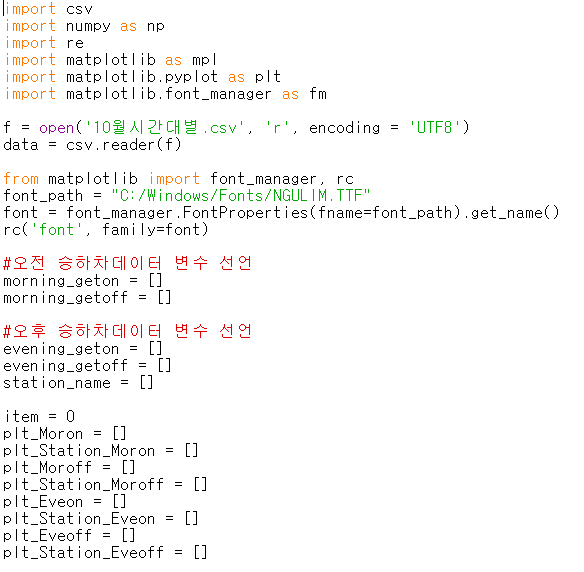 import csv
import numpy as np
import re
import matplotlib as mpl
import matplotlib.pyplot as plt
import matplotlib.font_manager as fm
f = open('10월시간대별.csv', 'r', encoding = 'UTF8')
data = csv.reader(f)
from matplotlib import font_manager, rc
font_path = "C:/Windows/Fonts/NGULIM.TTF"
font = font_manager.FontProperties(fname=font_path).get_name()
rc('font', family=font)
#오전 승하차데이터 변수 선언
morning_geton = []
morning_getoff = []
#오후 승하차데이터 변수 선언
evening_geton = []
evening_getoff = []
station_name = []
item = 0
plt_Moron = []
plt_Station_Moron = []
plt_Moroff = []
plt_Station_Moroff = []
plt_Eveon = []
plt_Station_Eveon = []
plt_Eveoff = []
plt_Station_Eveoff = []